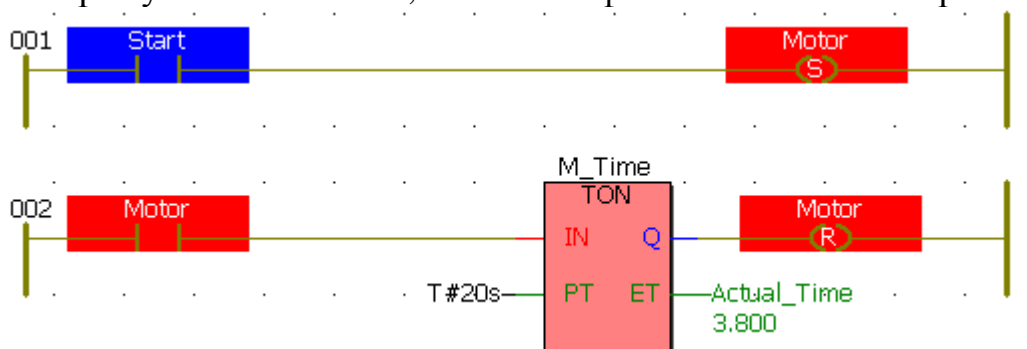 001 Start Motor
S
M_Time
TON
002 Motor Motor
IN Q R
T#20s PT ET Actual_Time
3.800